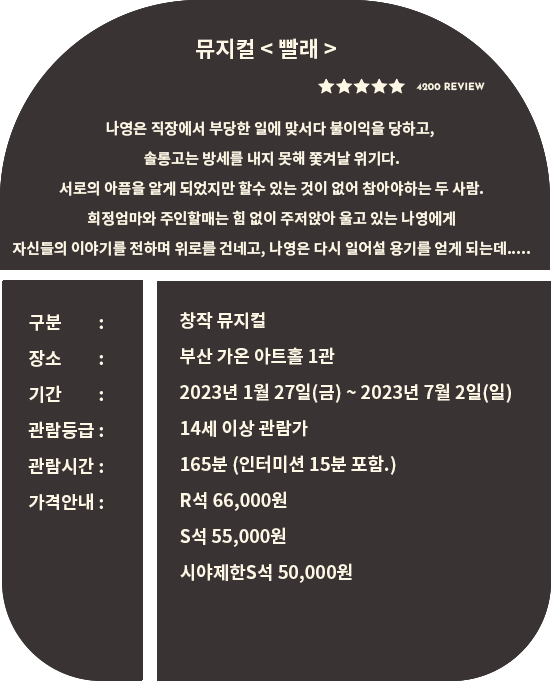 뮤지컬 < 빨래 >
★★★★★ 4200 REVIEW
나영은 직장에서 부당한 일에 맞서다 불이익을 당하고,
솔롱고는 방세를 내지 못해 쫓겨날 위기다.
서로의 아픔을 알게 되었지만 할수 있는 것이 없어 참아야하는 두 사람.
희정엄마와 주인할매는 힘 없이 주저앉아 울고 있는 나영에게
자신들의 이야기를 전하며 위로를 건네고, 나영은 다시 일어설 용기를 얻게 되는데.....
구분 : 창작 뮤지컬
장소 : 부산 가온 아트홀 1관
기간 : 2023년 1월 27일(금) ~ 2023년 7월 2일(일)
관람등급 : 14세 이상 관람가
관람시간 : 165분 (인터미션 15분 포함.)
가격안내 : R석 66,000원
S석 55,000원
시야제한S석 50,000원